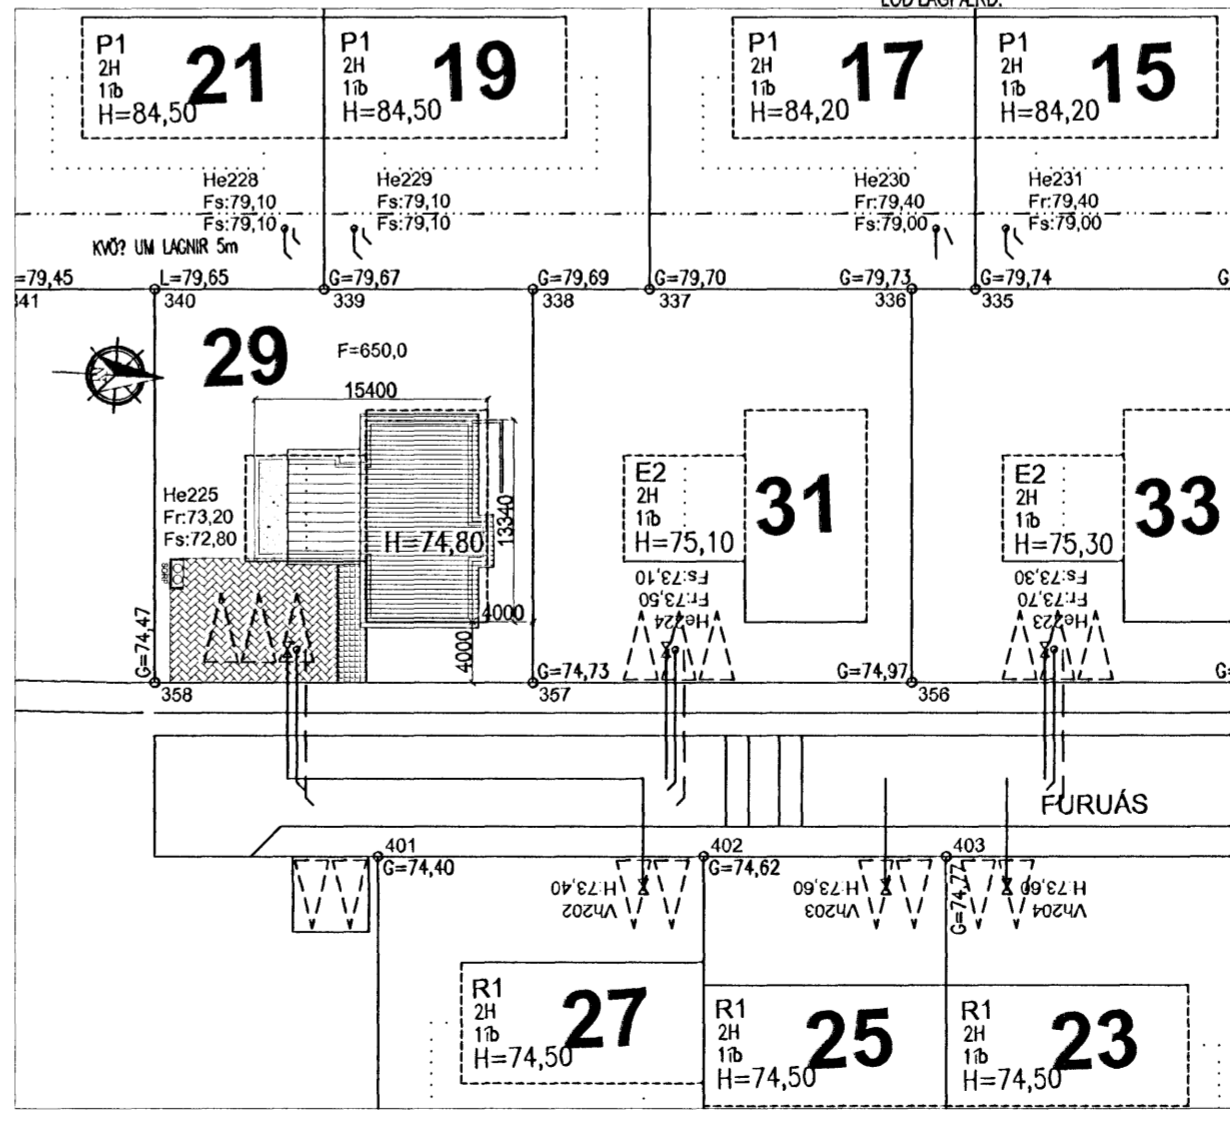 P1
2H
1íb
H=84,50
21
P1
2H
1íb
H=84,50
19
P1
2H
1íb
H=84,20
17
P1
2H
1íb
H=84,20
15
He228
Fs:79,10
Fs:79,10
He229
Fs:79,10
Fs:79,10
He230
Fr:79,40
Fs:79,00
He231
Fr:79,40
Fs:79,00
KVÖ? UM LAGNIR 5m
=79,45
341
L=79,65
340
G=79,67
339
G=79,69
338
G=79,70
337
G=79,73
336
G=79,74
335
G
29
F=650,0
15400
He225
Fr:73,20
Fs:72,80
H=74,80
13340
4000
4000
SORP
E2
2H
1íb
H=75,10
31
Fs:73,10
Fr:73,50
He224
E2
2H
1íb
H=75,30
33
Fs:73,30
Fr:73,70
He223
G=74,47
358
G=74,73
357
G=74,97
356
G=
FURUÁS
401
G=74,40
402
G=74,62
403
G=74,77
H:73,40
Vh202
H:73,60
Vh203
H:73,60
Vh204
R1
2H
1íb
H=74,50
27
R1
2H
1íb
H=74,50
25
R1
2H
1íb
H=74,50
23